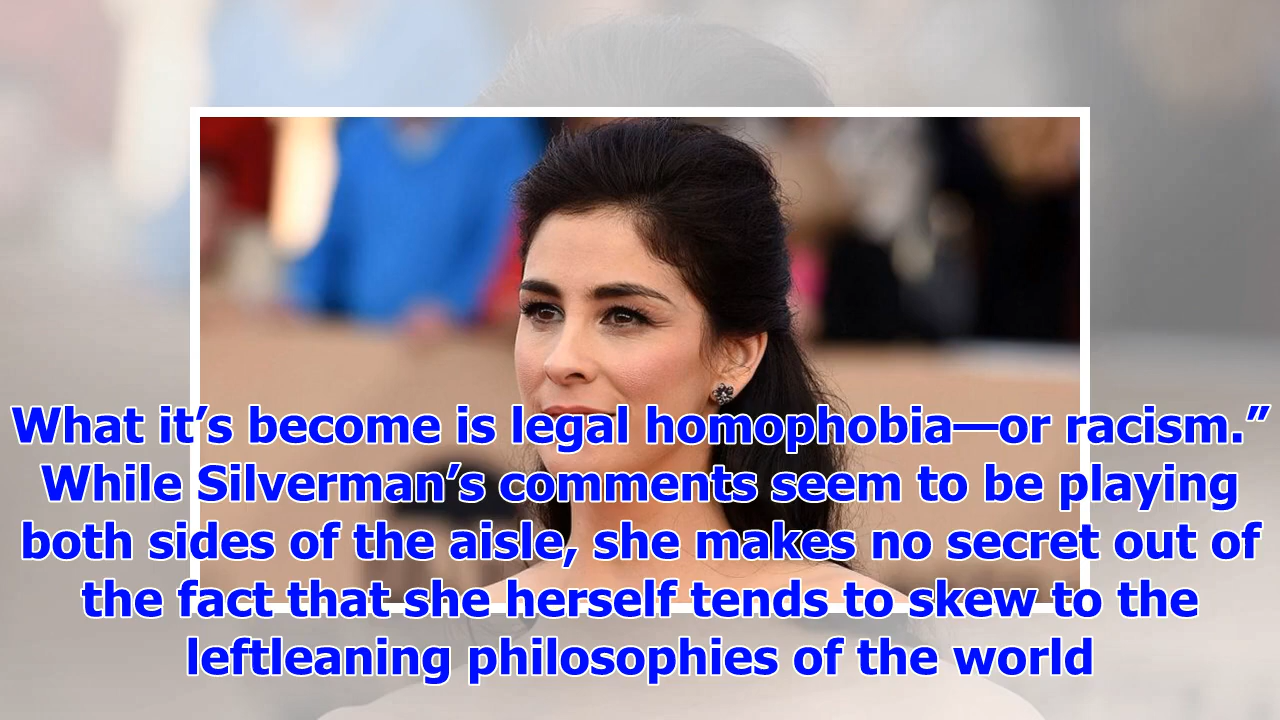 What it’s become is legal homophobia—or racism.”
While Silverman’s comments seem to be playing
both sides of the aisle, she makes no secret out of
the fact that she herself tends to skew to the
leftleaning philosophies of the world